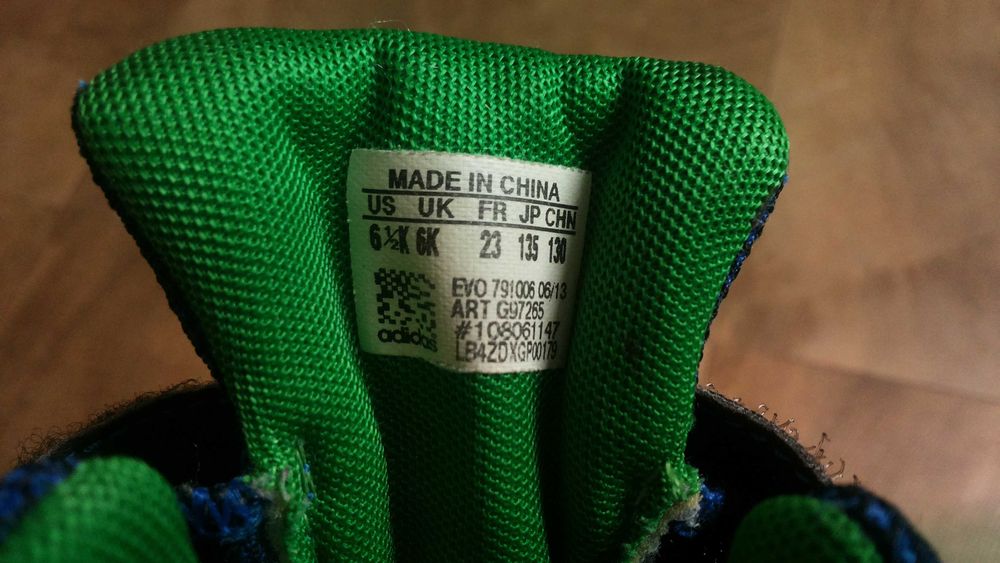 MADE IN CHINA
US UK FR JP CHN
6½K 6K 23 135 130
EVO 791006 06/13
ART G97265
#108061147
adidas LB4ZDXGP00179